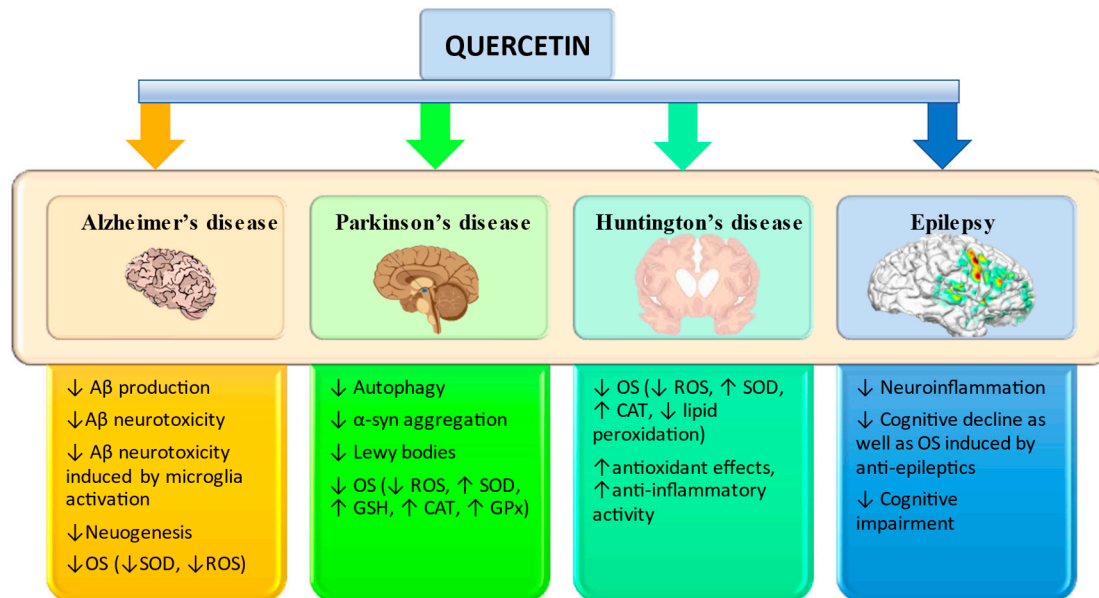 QUERCETIN
Alzheimer's disease
↓ Aβ production
↓Aβ neurotoxicity
↓ Aβ neurotoxicity
induced by microglia
activation
↓Neuogenesis
↓OS (↓SOD, ↓ROS)
Parkinson's disease
↓ Autophagy
↓ α-syn aggregation
↓ Lewy bodies
↓ OS (↓ ROS, ↑ SOD,
↑ GSH, ↑ CAT, ↑ GPx)
Huntington's disease
↓ OS (↓ ROS, ↑ SOD,
↑ CAT, ↓ lipid
peroxidation)
↑antioxidant effects,
↑anti-inflammatory
activity
Epilepsy
↓ Neuroinflammation
↓ Cognitive decline as
well as OS induced by
anti-epileptics
↓ Cognitive
impairment